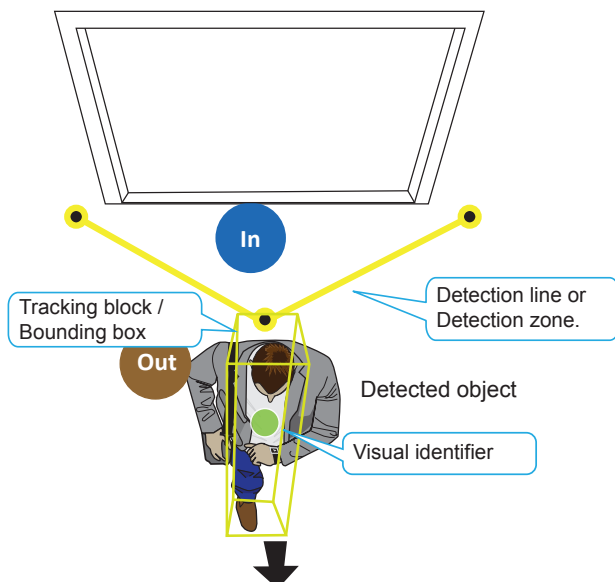 In
Tracking block /
Bounding box
Detection line or
Detection zone.
Out
Detected object
Visual identifier